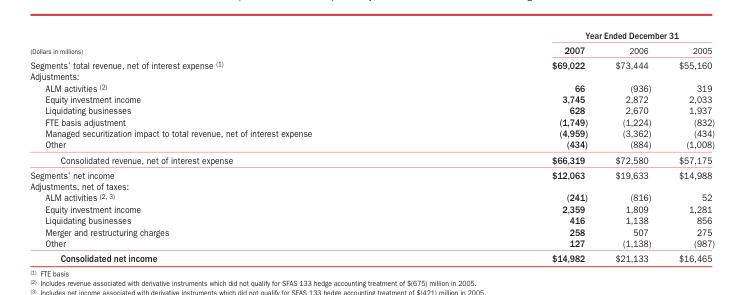 Year Ended December 31
(Dollars in millions) 2007 2006 2005
Segments' total revenue, net of interest expense (1) $69,022 $73,444 $55,160
Adjustments:
ALM activities (2) 66 (936) 319
Equity investment income 3,745 2,872 2,033
Liquidating businesses 628 2,670 1,937
FTE basis adjustment (1,749) (1,224) (832)
Managed securitization impact to total revenue, net of interest expense (4,959) (3,362) (434)
Other (434) (884) (1,008)
Consolidated revenue, net of interest expense $66,319 $72,580 $57,175
Segments' net income $12,063 $19,633 $14,988
Adjustments, net of taxes:
ALM activities (2, 3) (241) (816) 52
Equity investment income 2,359 1,809 1,281
Liquidating businesses 416 1,138 856
Merger and restructuring charges 258 507 275
Other 127 (1,138) (987)
Consolidated net income $14,982 $21,133 $16,465
(1) FTE basis
(2) Includes revenue associated with derivative instruments which did not qualify for SFAS 133 hedge accounting treatment of $(675) million in 2005.
(3) Includes net income associated with derivative instruments which did not qualify for SFAS 133 hedge accounting treatment of $(421) million in 2005.